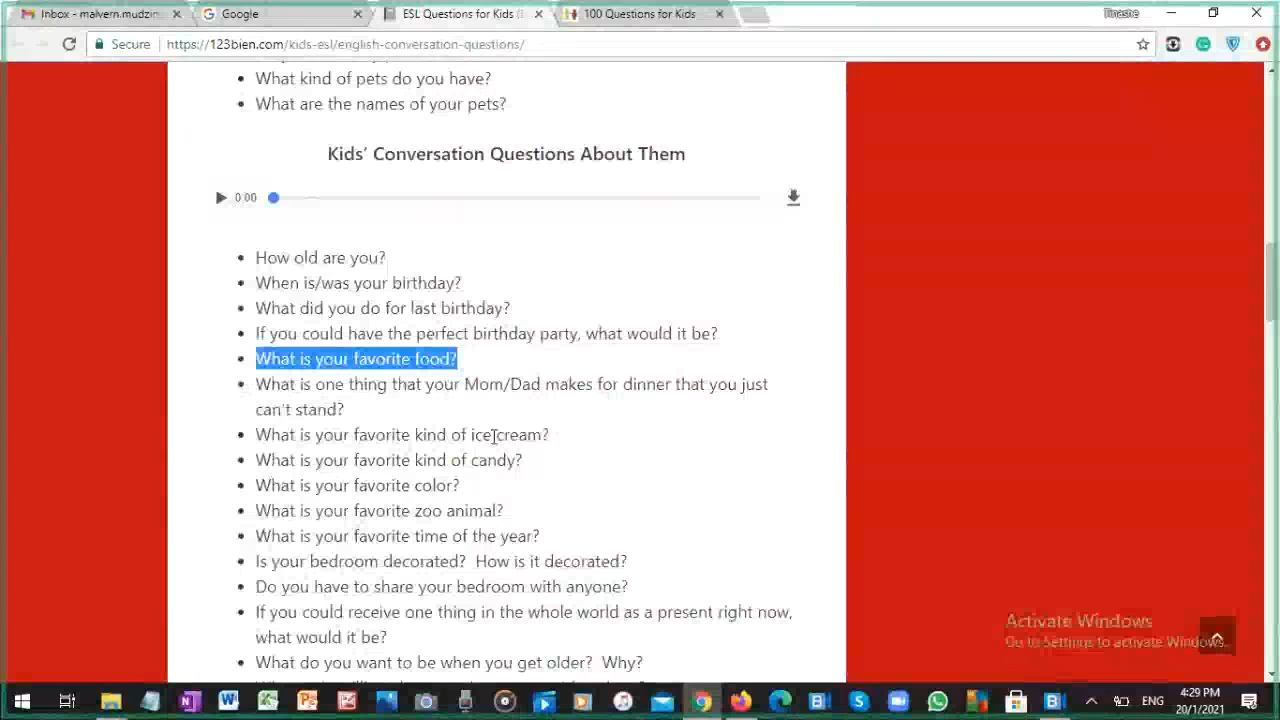 Inbox - malvern.mudzin
Google
ESL Questions for Kids (
100 Questions for Kids
Tinashe
Secure
https://123bien.com/kids-esl/english-conversation-questions/
What kind of pets do you have?
What are the names of your pets?
Kids' Conversation Questions About Them
0:00
How old are you?
When is/was your birthday?
What did you do for last birthday?
If you could have the perfect birthday party, what would it be?
What is your favorite food?
What is one thing that your Mom/Dad makes for dinner that you just
can't stand?
What is your favorite kind of ice cream?
What is your favorite kind of candy?
What is your favorite color?
What is your favorite zoo animal?
What is your favorite time of the year?
Is your bedroom decorated? How is it decorated?
Do you have to share your bedroom with anyone?
If you could receive one thing in the whole world as a present right now,
what would it be?
What do you want to be when you get older? Why?
Activate Windows
Go to Settings to activate Windows.
ENG
4:29 PM
20/1/2021